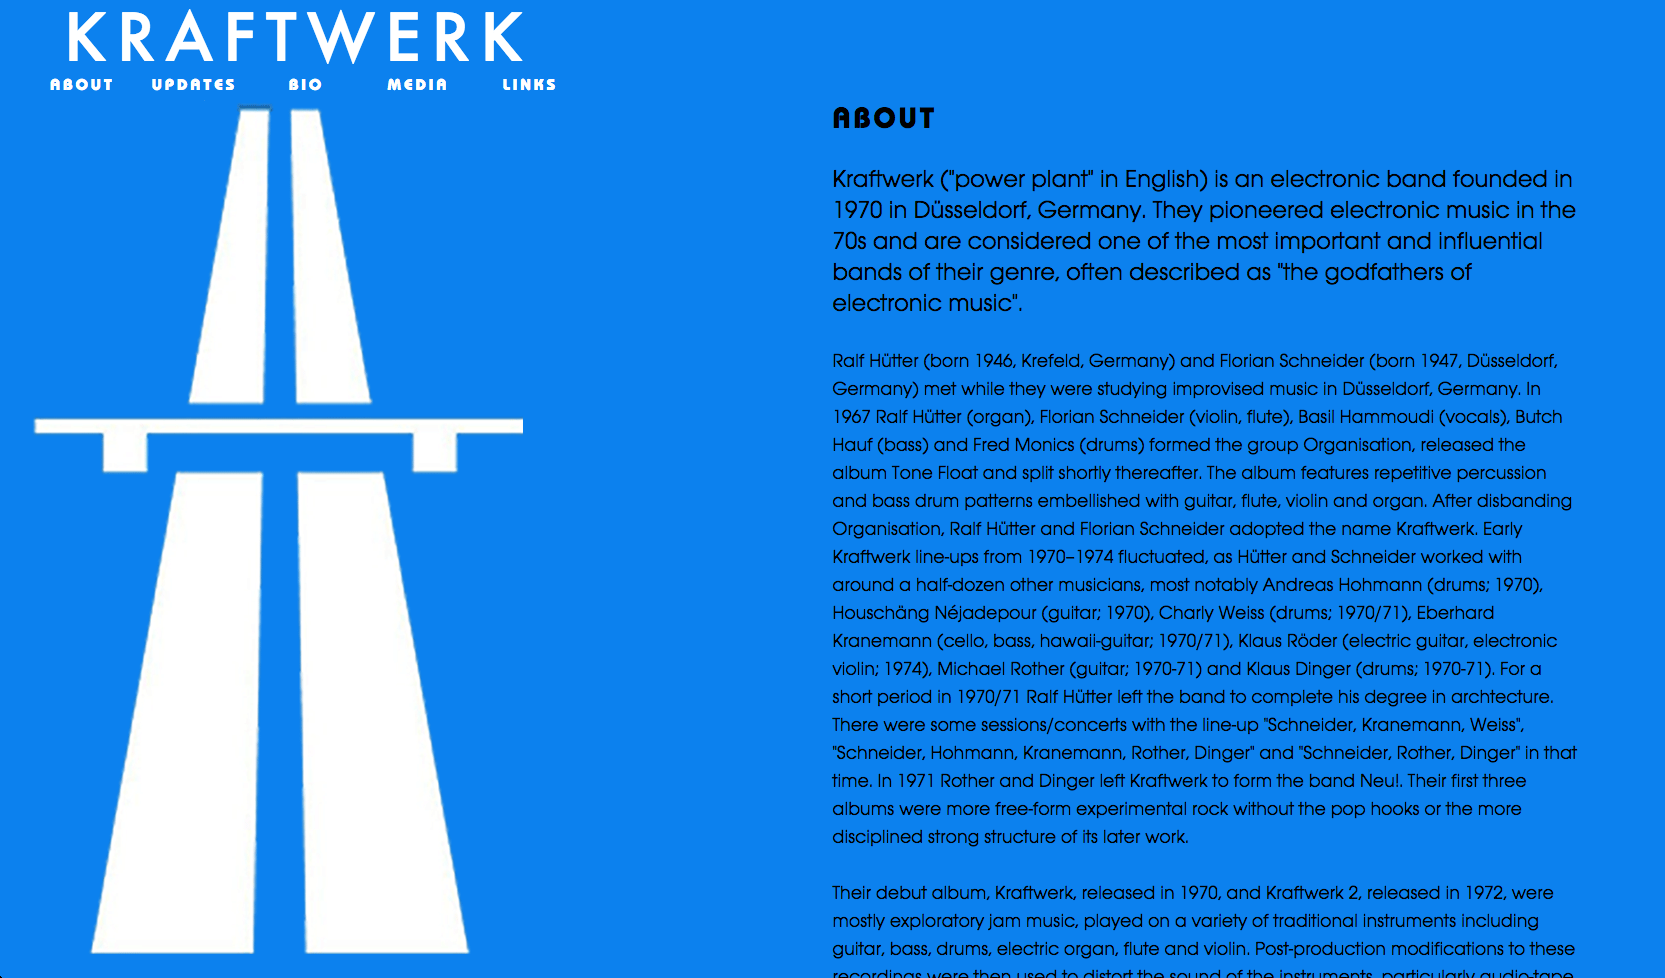 KRAFTWERK
ABOUT UPDATES BIO MEDIA LINKS
ABOUT
Kraftwerk ("power plant" in English) is an electronic band founded in
1970 in Düsseldorf, Germany. They pioneered electronic music in the
70s and are considered one of the most important and influential
bands of their genre, often described as "the godfathers of
electronic music".
Ralf Hütter (born 1946, Krefeld, Germany) and Florian Schneider (born 1947, Düsseldorf,
Germany) met while they were studying improvised music in Düsseldorf, Germany. In
1967 Ralf Hütter (organ), Florian Schneider (violin, flute), Basil Hammoudi (vocals), Butch
Hauf (bass) and Fred Monics (drums) formed the group Organisation, released the
album Tone Float and split shortly thereafter. The album features repetitive percussion
and bass drum patterns embellished with guitar, flute, violin and organ. After disbanding
Organisation, Ralf Hütter and Florian Schneider adopted the name Kraftwerk. Early
Kraftwerk line-ups from 1970–1974 fluctuated, as Hütter and Schneider worked with
around a half-dozen other musicians, most notably Andreas Hohmann (drums; 1970),
Houschäng Néjadepour (guitar; 1970), Charly Weiss (drums; 1970/71), Eberhard
Kranemann (cello, bass, hawaii-guitar; 1970/71), Klaus Röder (electric guitar, electronic
violin; 1974), Michael Rother (guitar; 1970-71) and Klaus Dinger (drums; 1970-71). For a
short period in 1970/71 Ralf Hütter left the band to complete his degree in archtecture.
There were some sessions/concerts with the line-up "Schneider, Kranemann, Weiss",
"Schneider, Hohmann, Kranemann, Rother, Dinger" and "Schneider, Rother, Dinger" in that
time. In 1971 Rother and Dinger left Kraftwerk to form the band Neu!. Their first three
albums were more free-form experimental rock without the pop hooks or the more
disciplined strong structure of its later work.
Their debut album, Kraftwerk, released in 1970, and Kraftwerk 2, released in 1972, were
mostly exploratory jam music, played on a variety of traditional instruments including
guitar, bass, drums, electric organ, flute and violin. Post-production modifications to these
recordings were then used to distort the sound of the instruments, particularly audio-tape